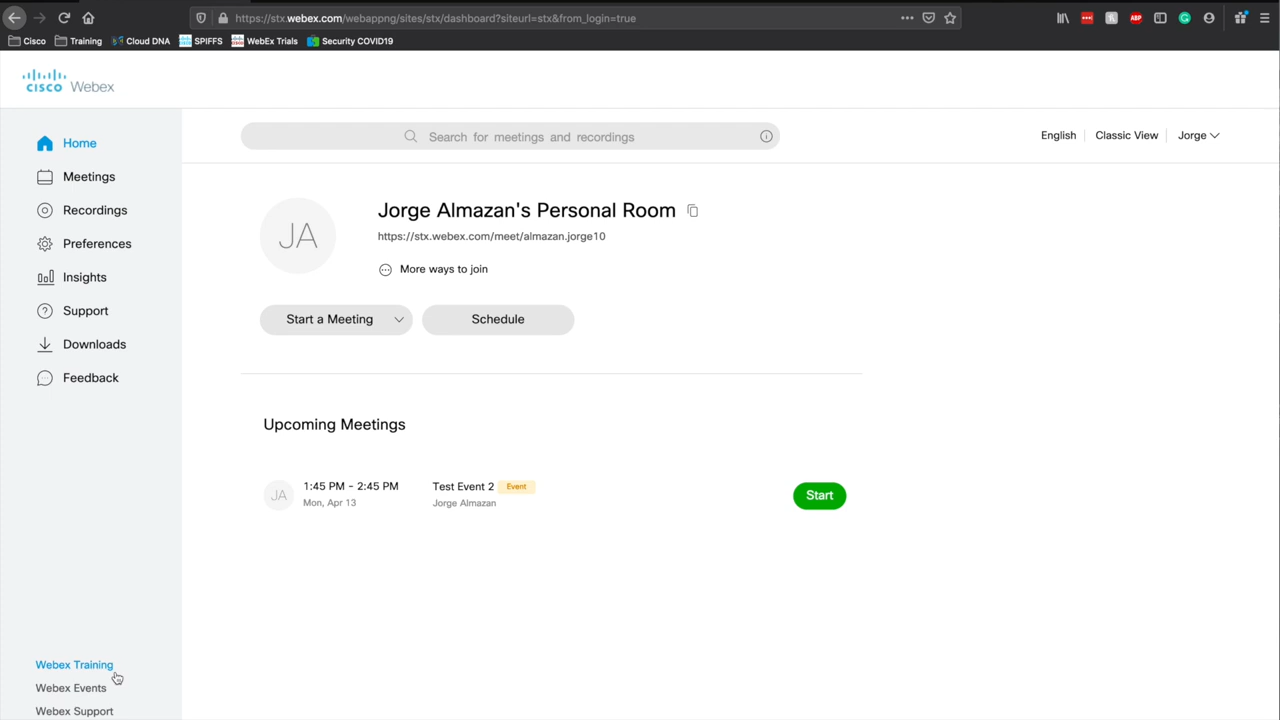 https://stx.webex.com/webappng/sites/stx/dashboard?siteurl=stx&from_login=true
ABP
Cisco Training Cloud DNA SPIFFS WebEx Trials Security COVID19
cisco Webex
Home
Meetings
Recordings
Preferences
Insights
Support
Downloads
Feedback
Webex Training
Webex Events
Webex Support
Search for meetings and recordings
English Classic View Jorge
JA
Jorge Almazan's Personal Room
https://stx.webex.com/meet/almazan.jorge10
More ways to join
Start a Meeting Schedule
Upcoming Meetings
JA
1:45 PM - 2:45 PM Test Event 2 Event
Mon, Apr 13 Jorge Almazan
Start